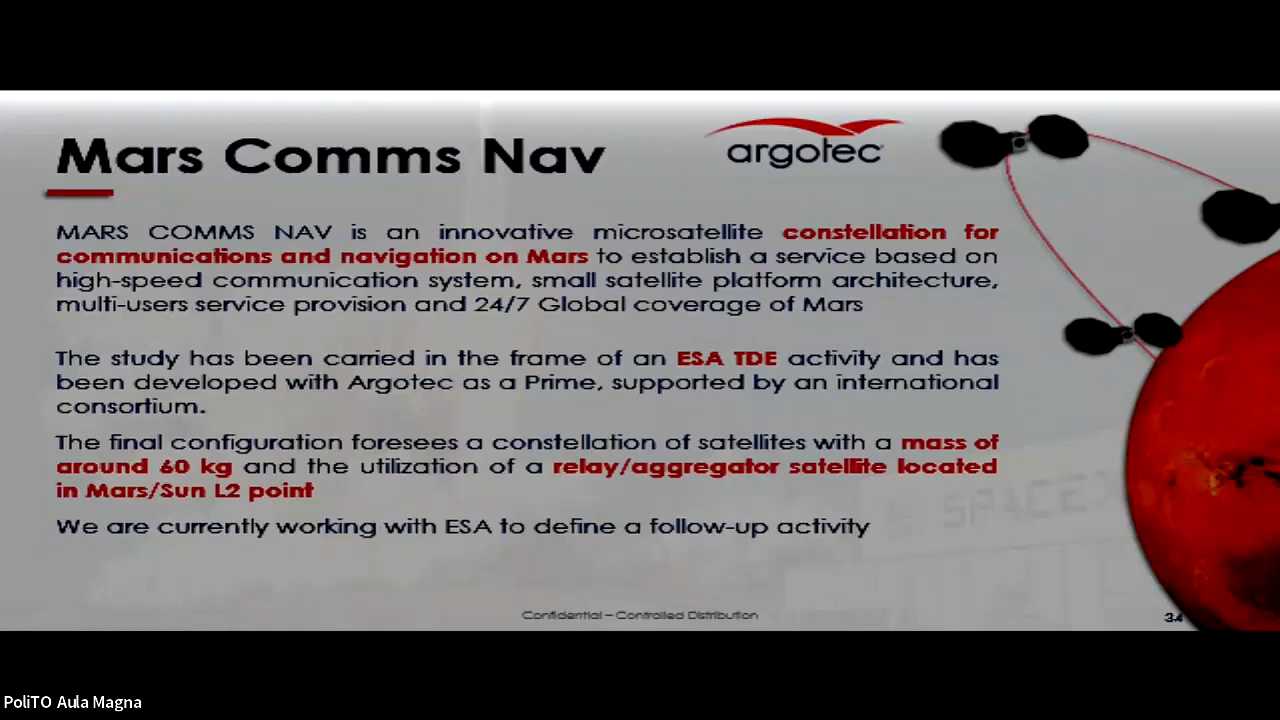 Mars Comms Nav
argotec
MARS COMMS NAV is an innovative microsatellite constellation for
communications and navigation on Mars to establish a service based on
high-speed communication system, small satellite platform architecture,
multi-users service provision and 24/7 Global coverage of Mars
The study has been carried in the frame of an ESA TDE activity and has
been developed with Argotec as a Prime, supported by an international
consortium.
The final configuration foresees a constellation of satellites with a mass of
around 60 kg and the utilization of a relay/aggregator satellite located
in Mars/Sun L2 point
We are currently working with ESA to define a follow-up activity
SPACEX
Confidential – Controlled Distribution
34
PoliTO Aula Magna